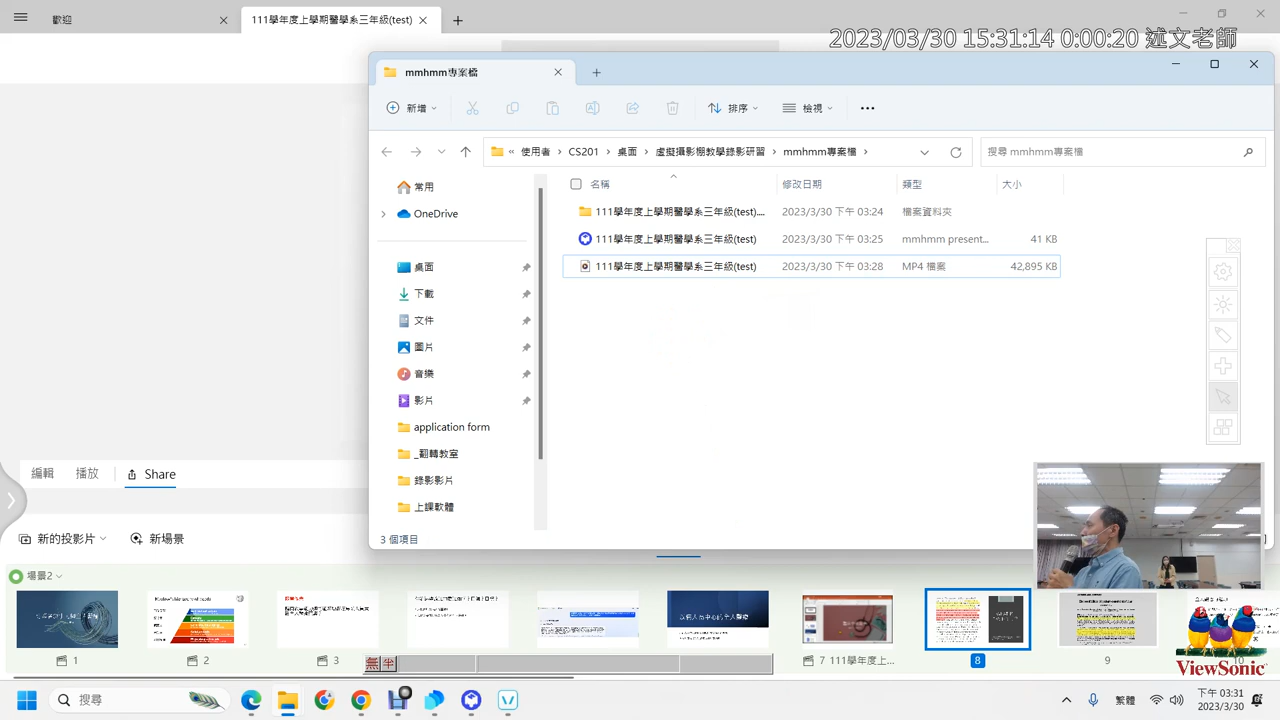 歡迎
111學年度上學期醫學系三年級(test)
2023/03/30 15:31:14 0:00:20 述文老師
mmhmm專案檔
新增
排序
檢視
使用者 > CS201 > 桌面 > 虛擬攝影棚教學錄影研習 > mmhmm專案檔 >
搜尋 mmhmm專案檔
名稱 修改日期 類型 大小
111學年度上學期醫學系三年級(test).... 2023/3/30 下午 03:24 檔案資料夾
111學年度上學期醫學系三年級(test) 2023/3/30 下午 03:25 mmhmm present... 41 KB
111學年度上學期醫學系三年級(test) 2023/3/30 下午 03:28 MP4 檔案 42,895 KB
常用
OneDrive
桌面
下載
文件
圖片
音樂
影片
application form
_翻轉教室
錄影影片
上課軟體
3 個項目
編輯 播放 Share
新的投影片 新場景
場景2
1
2
3
7 111學年度上...
8
9
10
無 半
ViewSonic
搜尋
繁體
下午 03:31
2023/3/30